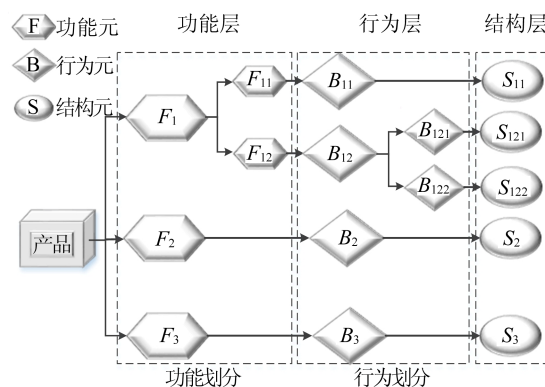 F 功能元
B 行为元
S 结构元
功能层 行为层 结构层
F11 B11 S11
F1
B121 S121
F12 B12
B122 S122
产品 F2 B2 S2
F3 B3 S3
功能划分 行为划分